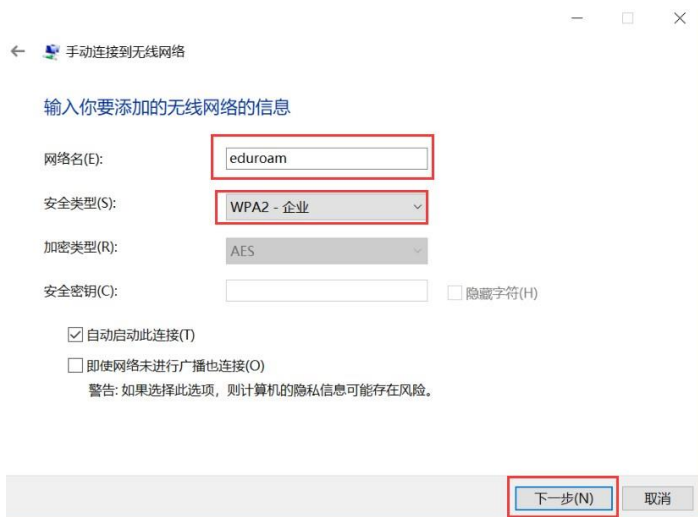 手动连接到无线网络
输入你要添加的无线网络的信息
网络名(E):
eduroam
安全类型(S):
WPA2 - 企业
加密类型(R):
AES
安全密钥(C):
隐藏字符(H)
自动启动此连接(T)
即使网络未进行广播也连接(O)
警告: 如果选择此选项，则计算机的隐私信息可能存在风险。
下一步(N)
取消